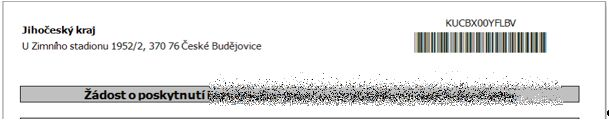 Jihočeský kraj
U Zimního stadionu 1952/2, 370 76 České Budějovice
KUCBX00YFLBV
Žádost o poskytnutí